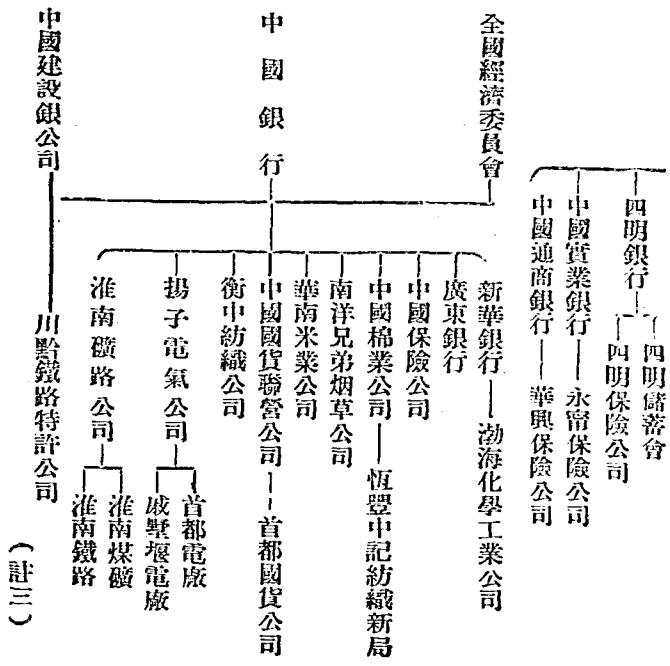 四明銀行
四明儲蓄會
四明保險公司
中國實業銀行
永甯保險公司
中國通商銀行
華興保險公司
全國經濟委員會
中國銀行
中國建設銀公司
新華銀行
渤海化學工業公司
廣東銀行
中國保險公司
中國棉業公司
恆豐中記紡織新局
南洋兄弟烟草公司
華南米業公司
中國國貨聯營公司
首都國貨公司
衡中紡織公司
揚子電氣公司
首都電廠
戚墅堰電廠
淮南礦路公司
淮南煤礦
淮南鐵路
川黔鐵路特許公司
（註三）